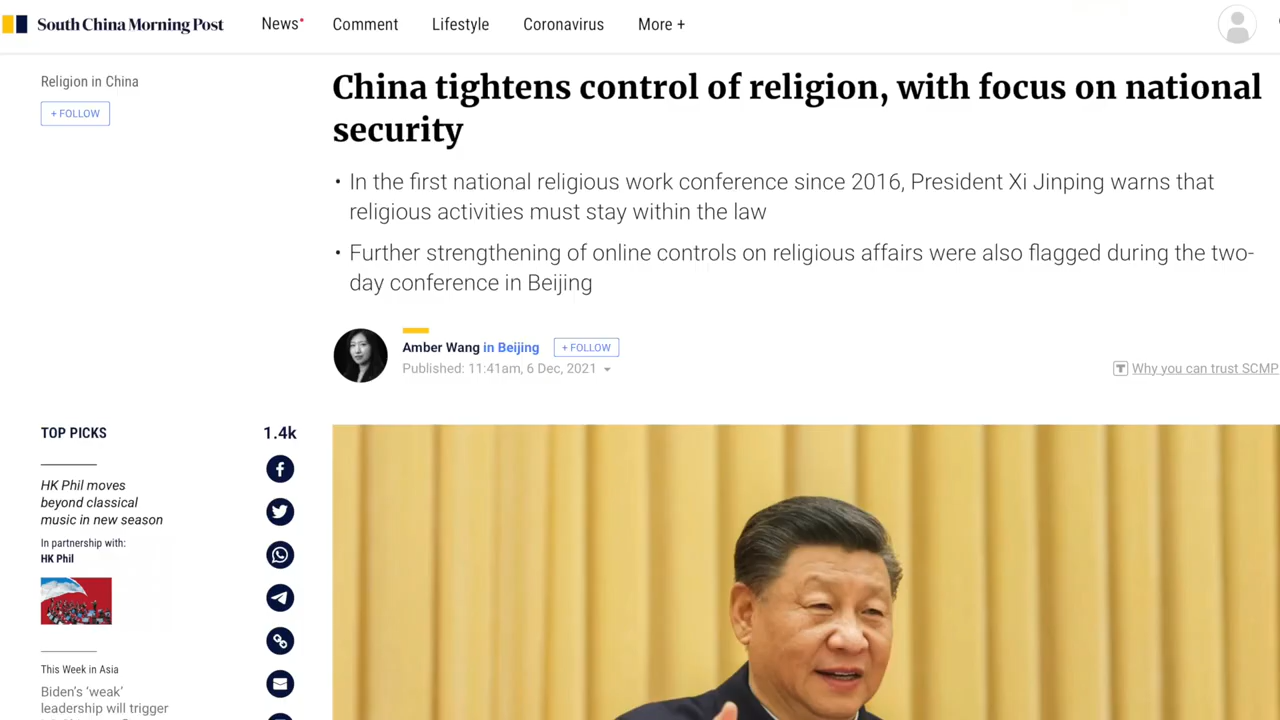 South China Morning Post
News
Comment
Lifestyle
Coronavirus
More +
Religion in China
+ FOLLOW
China tightens control of religion, with focus on national
security
• In the first national religious work conference since 2016, President Xi Jinping warns that
religious activities must stay within the law
• Further strengthening of online controls on religious affairs were also flagged during the two-
day conference in Beijing
Amber Wang in Beijing
+ FOLLOW
Published: 11:41am, 6 Dec, 2021
Why you can trust SCMP
TOP PICKS
1.4k
HK Phil moves
beyond classical
music in new season
In partnership with:
HK Phil
This Week in Asia
Biden's ‘weak’
leadership will trigger